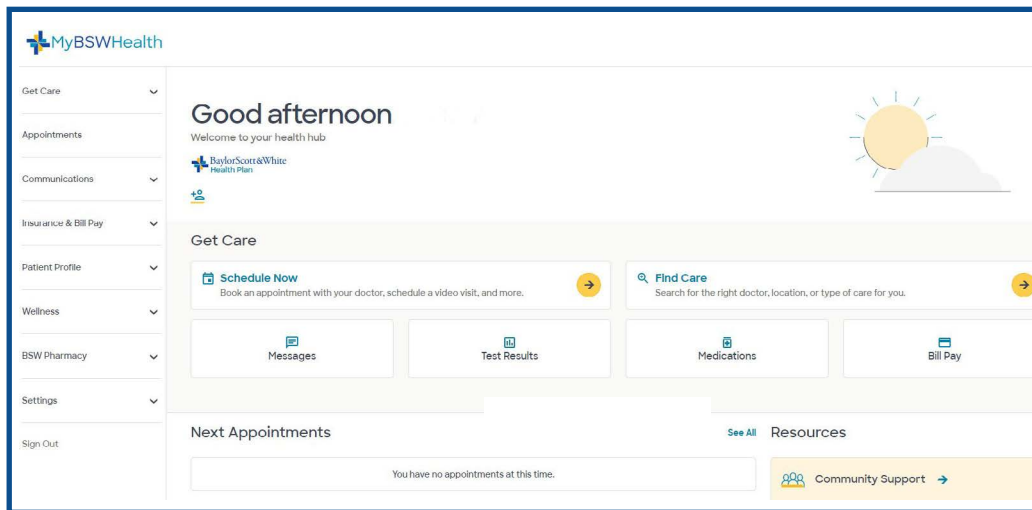 MyBSWHealth
Get Care
Appointments
Communications
Insurance & Bill Pay
Patient Profile
Wellness
BSW Pharmacy
Settings
Sign Out
Good afternoon
Welcome to your health hub
BaylorScott&White
Health Plan
Get Care
Schedule Now
Book an appointment with your doctor, schedule a video visit, and more.
Find Care
Search for the right doctor, location, or type of care for you.
Messages
Test Results
Medications
Bill Pay
Next Appointments
See All
You have no appointments at this time.
Resources
Community Support